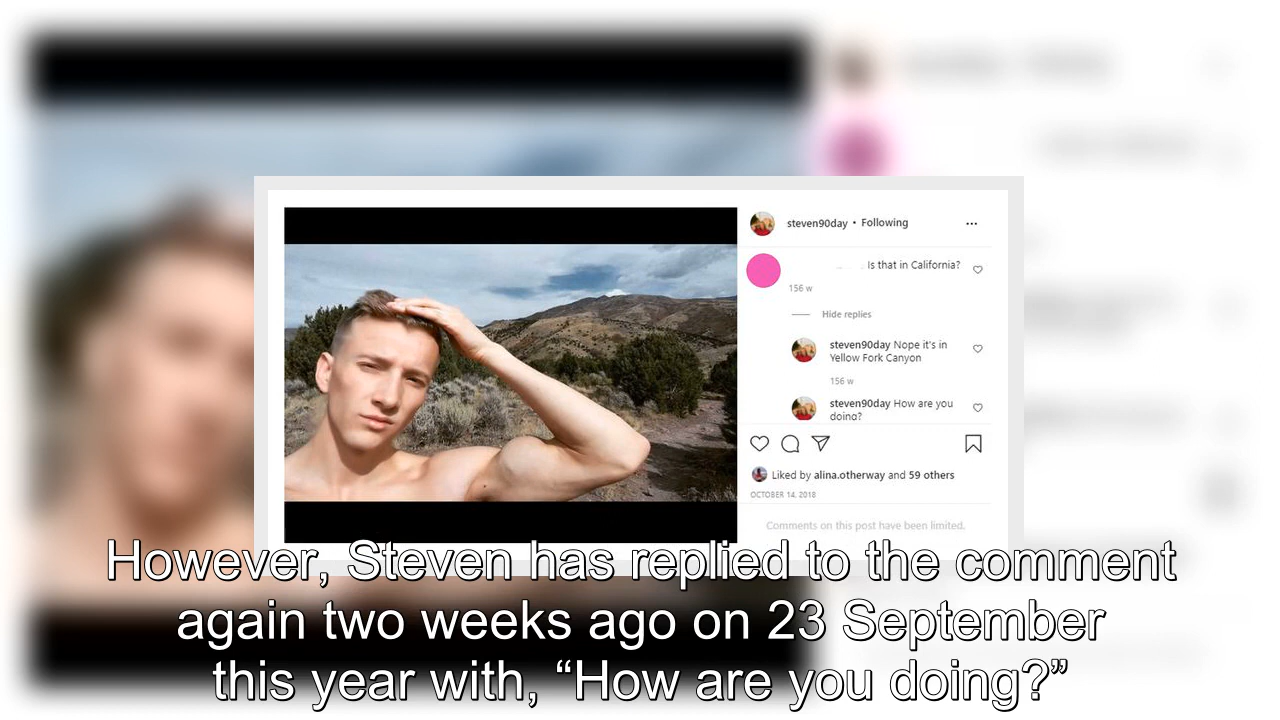 steven90day • Following
Is that in California?
156 w
Hide replies
steven90day Nope it's in
Yellow Fork Canyon
156 w
steven90day How are you
doing?
Liked by alina.otherway and 59 others
OCTOBER 14, 2018
Comments on this post have been limited.
However, Steven has replied to the comment
again two weeks ago on 23 September
this year with, “How are you doing?”